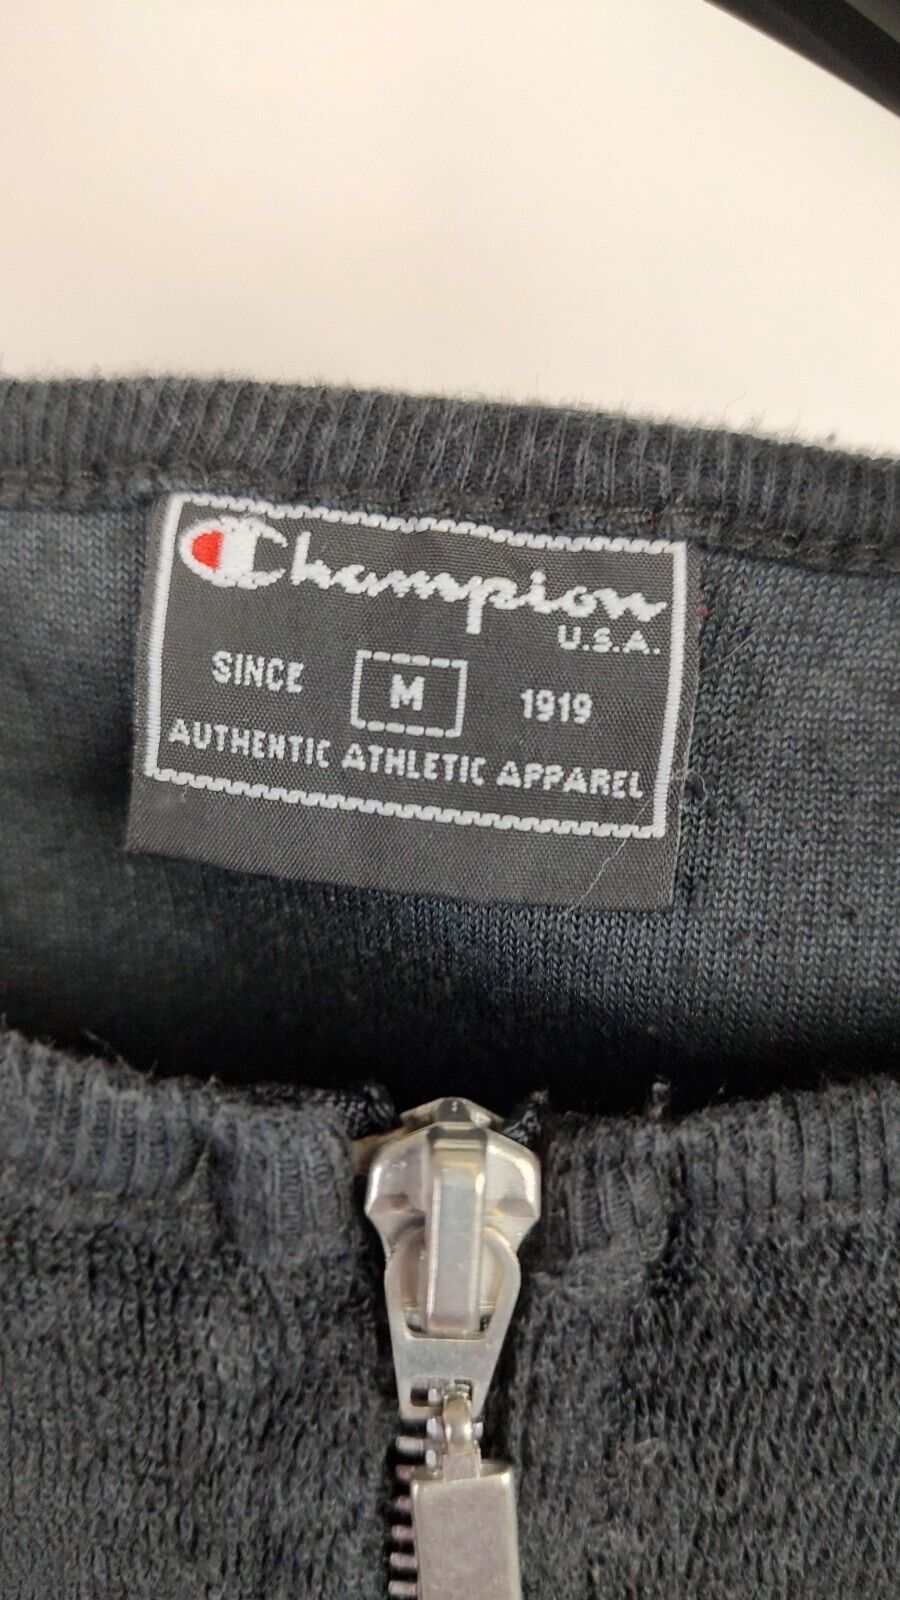 Champion
U.S.A.
SINCE M 1919
AUTHENTIC ATHLETIC APPAREL